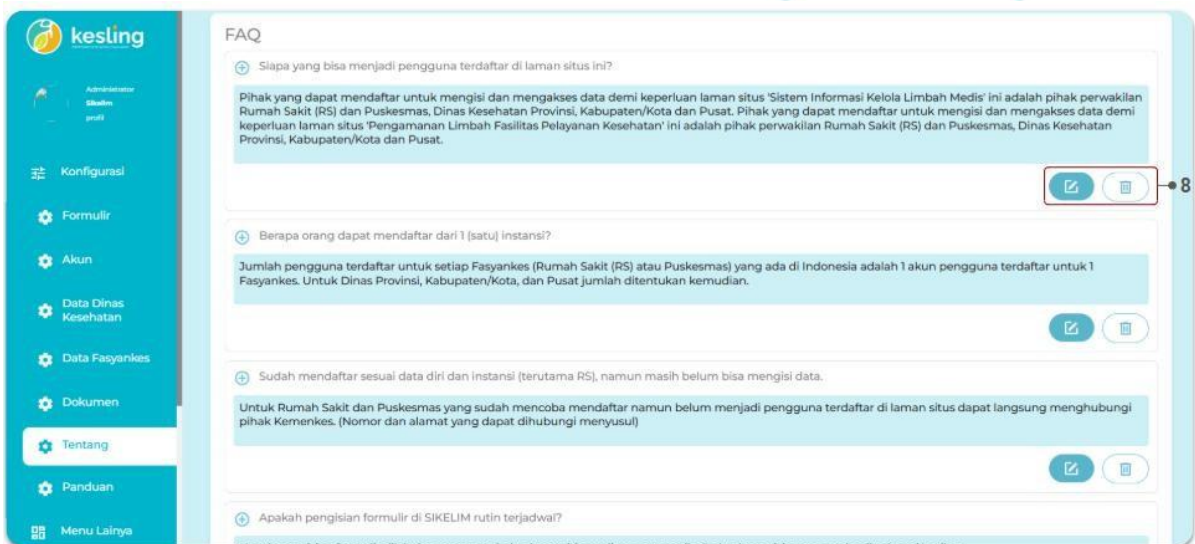 kesling
Administrator
Sikelim
profil
Konfigurasi
Formulir
Akun
Data Dinas
Kesehatan
Data Fasyankes
Dokumen
Tentang
Panduan
Menu Lainya
FAQ
Siapa yang bisa menjadi pengguna terdaftar di laman situs ini?
Pihak yang dapat mendaftar untuk mengisi dan mengakses data demi keperluan laman situs 'Sistem Informasi Kelola Limbah Medis' ini adalah pihak perwakilan
Rumah Sakit (RS) dan Puskesmas, Dinas Kesehatan Provinsi, Kabupaten/Kota dan Pusat. Pihak yang dapat mendaftar untuk mengisi dan mengakses data demi
keperluan laman situs 'Pengamanan Limbah Fasilitas Pelayanan Kesehatan' ini adalah pihak perwakilan Rumah Sakit (RS) dan Puskesmas, Dinas Kesehatan
Provinsi, Kabupaten/Kota dan Pusat.
8
Berapa orang dapat mendaftar dari 1 (satu) instansi?
Jumlah pengguna terdaftar untuk setiap Fasyankes (Rumah Sakit (RS) atau Puskesmas) yang ada di Indonesia adalah 1 akun pengguna terdaftar untuk 1
Fasyankes. Untuk Dinas Provinsi, Kabupaten/Kota, dan Pusat jumlah ditentukan kemudian.
Sudah mendaftar sesuai data diri dan instansi (terutama RS), namun masih belum bisa mengisi data.
Untuk Rumah Sakit dan Puskesmas yang sudah mencoba mendaftar namun belum menjadi pengguna terdaftar di laman situs dapat langsung menghubungi
pihak Kemenkes. (Nomor dan alamat yang dapat dihubungi menyusul)
Apakah pengisian formulir di SIKELIM rutin terjadwal?